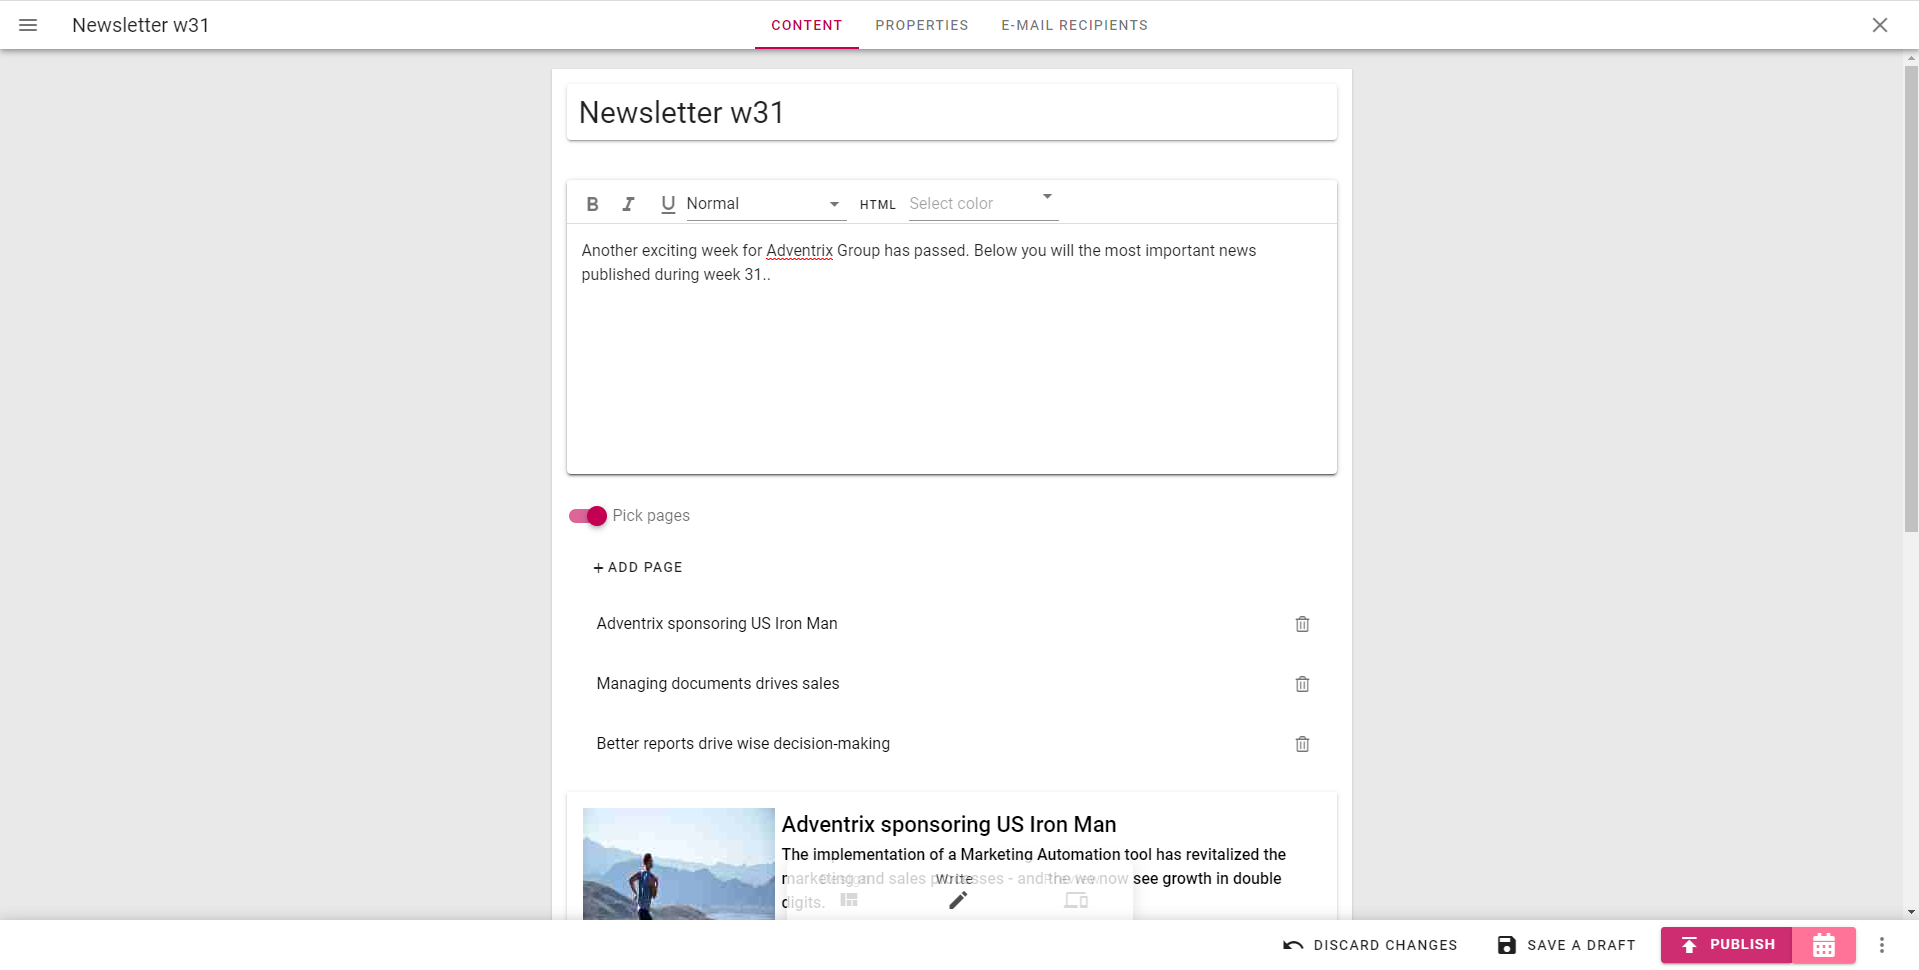 Newsletter w31
CONTENT PROPERTIES E-MAIL RECIPIENTS
Newsletter w31
B I U Normal HTML Select color
Another exciting week for Adventrix Group has passed. Below you will the most important news
published during week 31..
Pick pages
+ ADD PAGE
Adventrix sponsoring US Iron Man
Managing documents drives sales
Better reports drive wise decision-making
Adventrix sponsoring US Iron Man
The implementation of a Marketing Automation tool has revitalized the
marketing and sales processes - and the we now see growth in double
digits.
Design Write Preview
DISCARD CHANGES SAVE A DRAFT PUBLISH